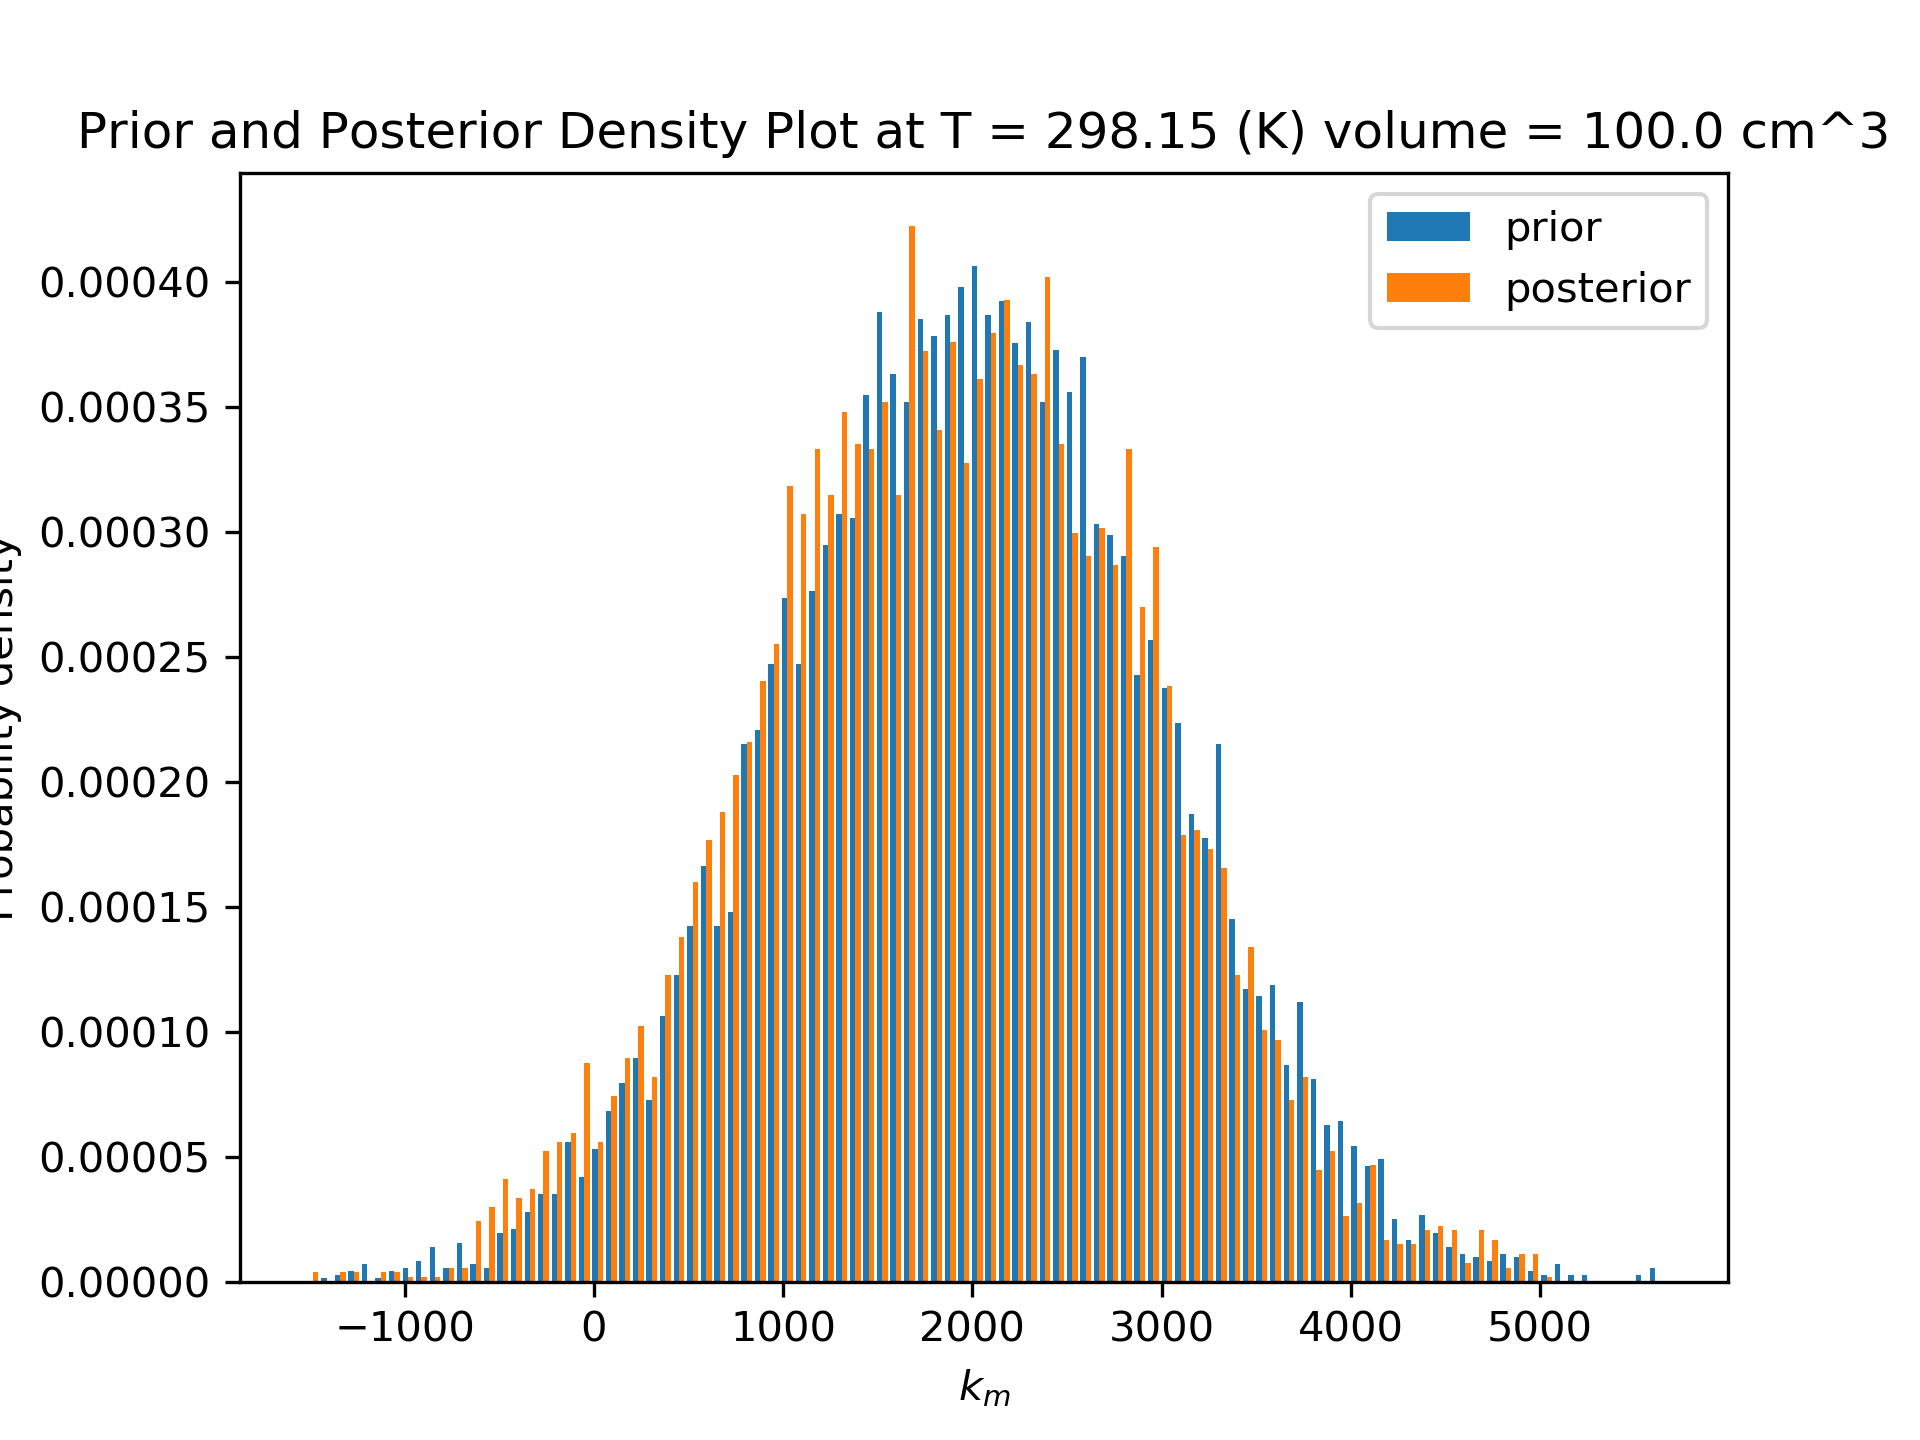 Prior and Posterior Density Plot at T = 298.15 (K) volume = 100.0 cm^3
prior
posterior
0.00040
0.00035
0.00030
0.00025
0.00020
0.00015
0.00010
0.00005
0.00000
Probability density
−1000 0 1000 2000 3000 4000 5000
k_m